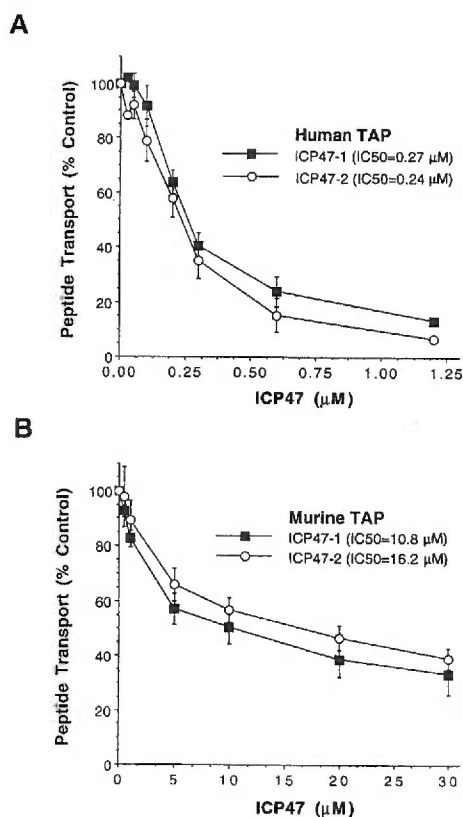 A
Peptide Transport (% Control)
100
80
60
40
20
0
Human TAP
ICP47-1 (IC50=0.27 µM)
ICP47-2 (IC50=0.24 µM)
0.00 0.25 0.50 0.75 1.00 1.25
ICP47 (µM)
B
Peptide Transport (% Control)
100
80
60
40
20
0
Murine TAP
ICP47-1 (IC50=10.8 µM)
ICP47-2 (IC50=16.2 µM)
0 5 10 15 20 25 30
ICP47 (µM)